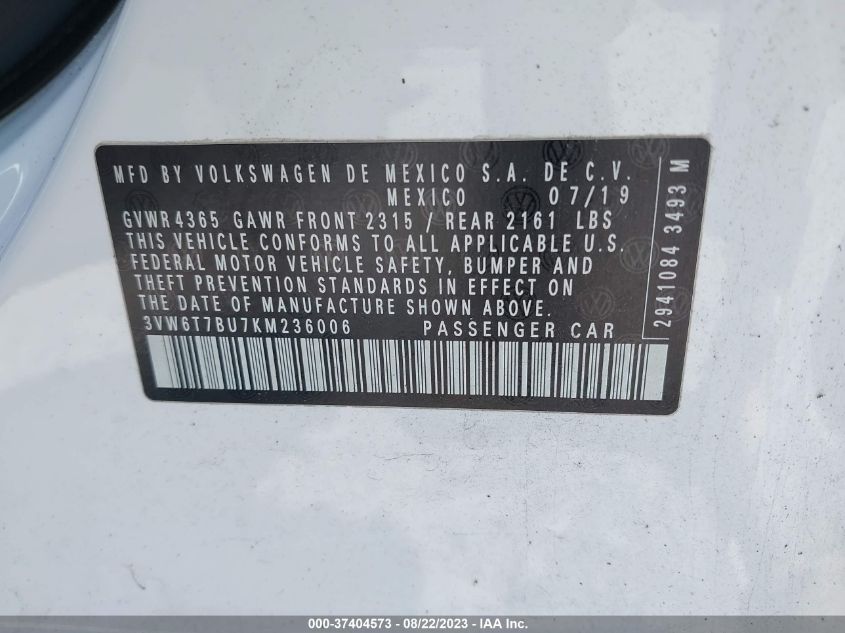 MFD BY VOLKSWAGEN DE MEXICO S.A. DE C.V.
MEXICO 07/19
GVWR 4365 GAWR FRONT 2315 / REAR 2161 LBS
THIS VEHICLE CONFORMS TO ALL APPLICABLE U.S.
FEDERAL MOTOR VEHICLE SAFETY, BUMPER AND
THEFT PREVENTION STANDARDS IN EFFECT ON
THE DATE OF MANUFACTURE SHOWN ABOVE.
3VW6T7BU7KM236006 PASSENGER CAR
2941084 3493 M
000-37404573 - 08/22/2023 - IAA Inc.